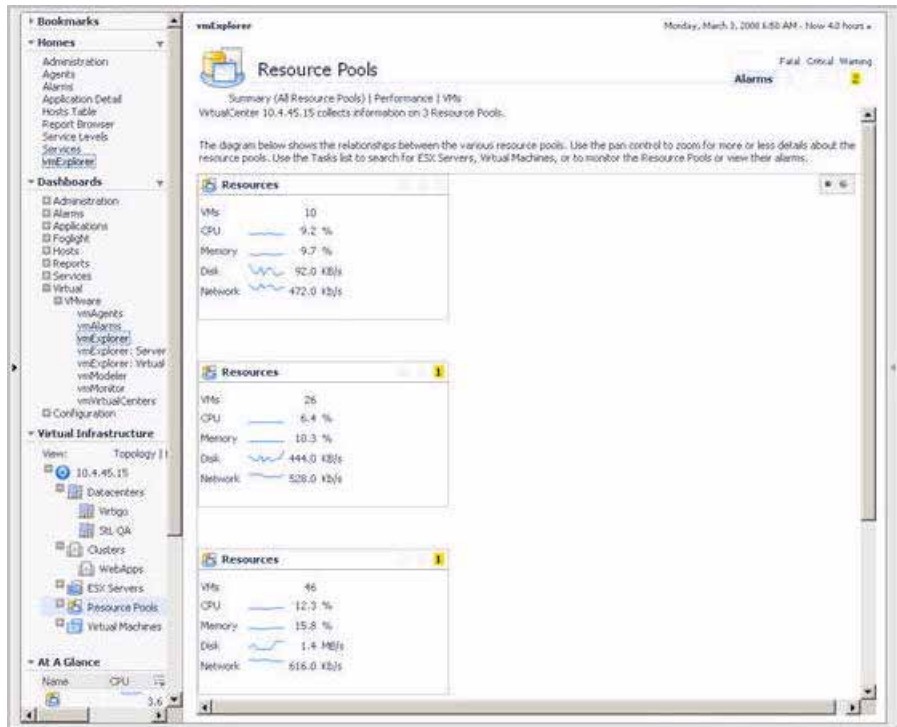 Bookmarks
Homes
Administration
Agents
Alarms
Application Detail
Hosts Table
Report Browser
Service Levels
Services
vmExplorer
Dashboards
Administration
Alarms
Applications
Foglight
Hosts
Reports
Services
Virtual
VMware
vmAgents
vmAlarms
vmExplorer
vmExplorer: Server
vmExplorer: Virtual
vmModeler
vmMonitor
vmVirtualCenters
Configuration
Virtual Infrastructure
View: Topology |
10.4.45.15
Datacenters
Virtigo
StL QA
Clusters
WebApps
ESX Servers
Resource Pools
Virtual Machines
At A Glance
Name CPU
3.6
vmExplorer
Monday, March 3, 2008 6:50 AM - Now 4.0 hours
Resource Pools
Fatal Critical Warning
Alarms 2
Summary (All Resource Pools) | Performance | VMs
VirtualCenter 10.4.45.15 collects information on 3 Resource Pools.
The diagram below shows the relationships between the various resource pools. Use the pan control to zoom for more or less details about the
resource pools. Use the Tasks list to search for ESX Servers, Virtual Machines, or to monitor the Resource Pools or view their alarms.
Resources
VMs 10
CPU 9.2 %
Memory 9.7 %
Disk 92.0 KB/s
Network 472.0 Kb/s
Resources 1
VMs 26
CPU 6.4 %
Memory 10.3 %
Disk 444.0 KB/s
Network 528.0 Kb/s
Resources 1
VMs 46
CPU 12.3 %
Memory 15.8 %
Disk 1.4 MB/s
Network 616.0 Kb/s